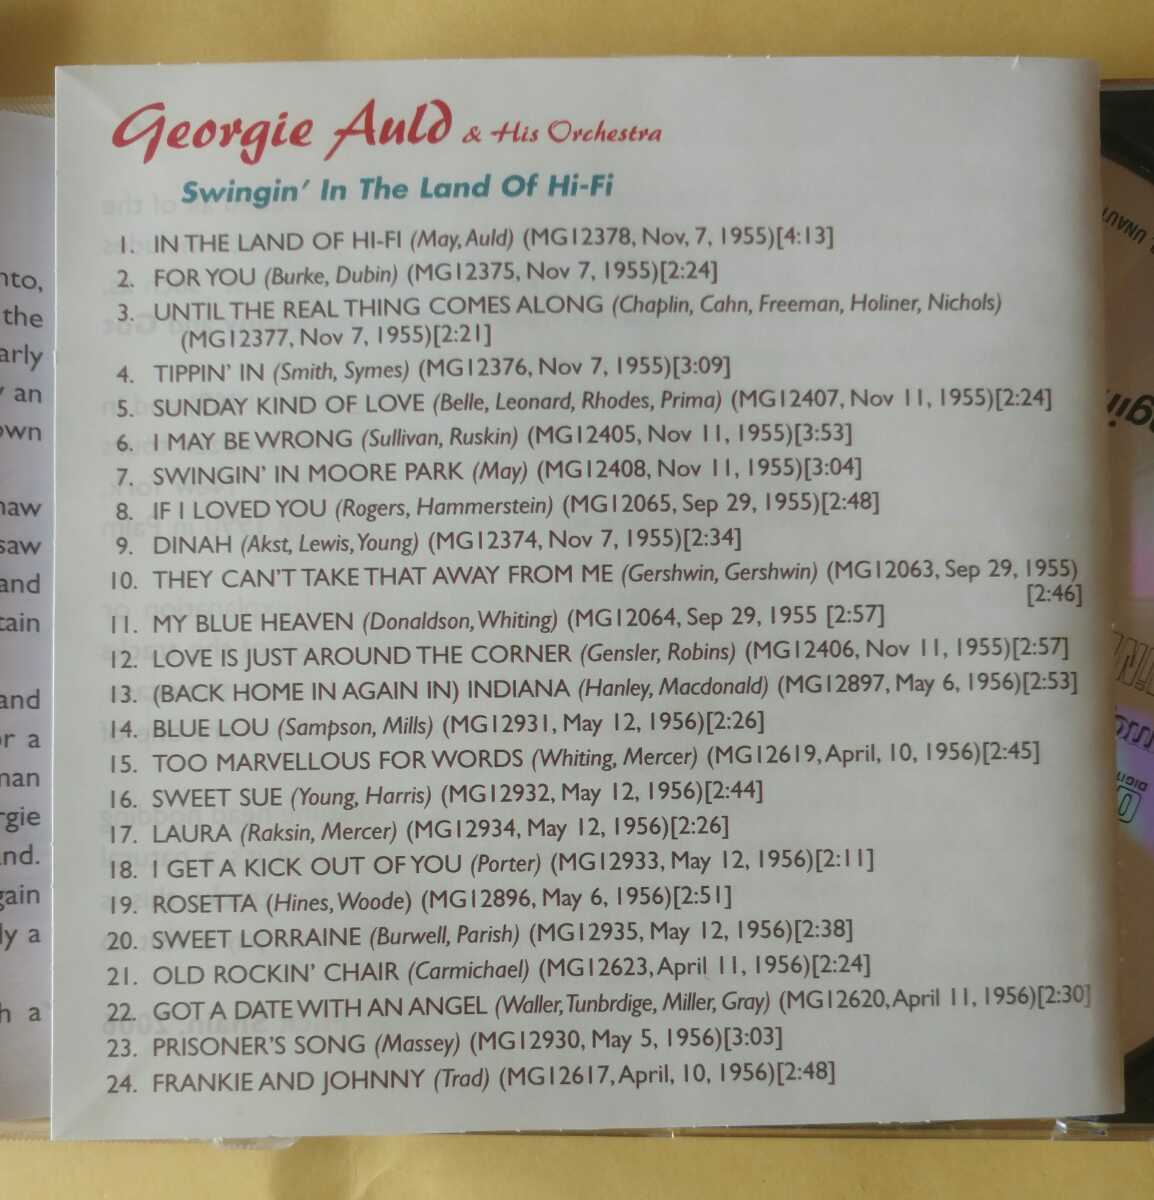 Georgie Auld & His Orchestra
Swingin' In The Land Of Hi-Fi
1. IN THE LAND OF HI-FI (May, Auld) (MG12378, Nov, 7, 1955)[4:13]
2. FOR YOU (Burke, Dubin) (MG12375, Nov 7, 1955)[2:24]
3. UNTIL THE REAL THING COMES ALONG (Chaplin, Cahn, Freeman, Holiner, Nichols)
(MG12377, Nov 7, 1955)[2:21]
4. TIPPIN' IN (Smith, Symes) (MG12376, Nov 7, 1955)[3:09]
5. SUNDAY KIND OF LOVE (Belle, Leonard, Rhodes, Prima) (MG12407, Nov 11, 1955)[2:24]
6. I MAY BE WRONG (Sullivan, Ruskin) (MG12405, Nov 11, 1955)[3:53]
7. SWINGIN' IN MOORE PARK (May) (MG12408, Nov 11, 1955)[3:04]
8. IF I LOVED YOU (Rogers, Hammerstein) (MG12065, Sep 29, 1955)[2:48]
9. DINAH (Akst, Lewis, Young) (MG12374, Nov 7, 1955)[2:34]
10. THEY CAN'T TAKE THAT AWAY FROM ME (Gershwin, Gershwin) (MG12063, Sep 29, 1955)
[2:46]
11. MY BLUE HEAVEN (Donaldson, Whiting) (MG12064, Sep 29, 1955 [2:57]
12. LOVE IS JUST AROUND THE CORNER (Gensler, Robins) (MG12406, Nov 11, 1955)[2:57]
13. (BACK HOME IN AGAIN IN) INDIANA (Hanley, Macdonald) (MG12897, May 6, 1956)[2:53]
14. BLUE LOU (Sampson, Mills) (MG12931, May 12, 1956)[2:26]
15. TOO MARVELLOUS FOR WORDS (Whiting, Mercer) (MG12619, April, 10, 1956)[2:45]
16. SWEET SUE (Young, Harris) (MG12932, May 12, 1956)[2:44]
17. LAURA (Raksin, Mercer) (MG12934, May 12, 1956)[2:26]
18. I GET A KICK OUT OF YOU (Porter) (MG12933, May 12, 1956)[2:11]
19. ROSETTA (Hines, Woode) (MG12896, May 6, 1956)[2:51]
20. SWEET LORRAINE (Burwell, Parish) (MG12935, May 12, 1956)[2:38]
21. OLD ROCKIN' CHAIR (Carmichael) (MG12623, April 11, 1956)[2:24]
22. GOT A DATE WITH AN ANGEL (Waller, Tunbrdige, Miller, Gray) (MG12620, April 11, 1956)[2:30]
23. PRISONER'S SONG (Massey) (MG12930, May 5, 1956)[3:03]
24. FRANKIE AND JOHNNY (Trad) (MG12617, April, 10, 1956)[2:48]
the
an
saw
and
and
or a
a